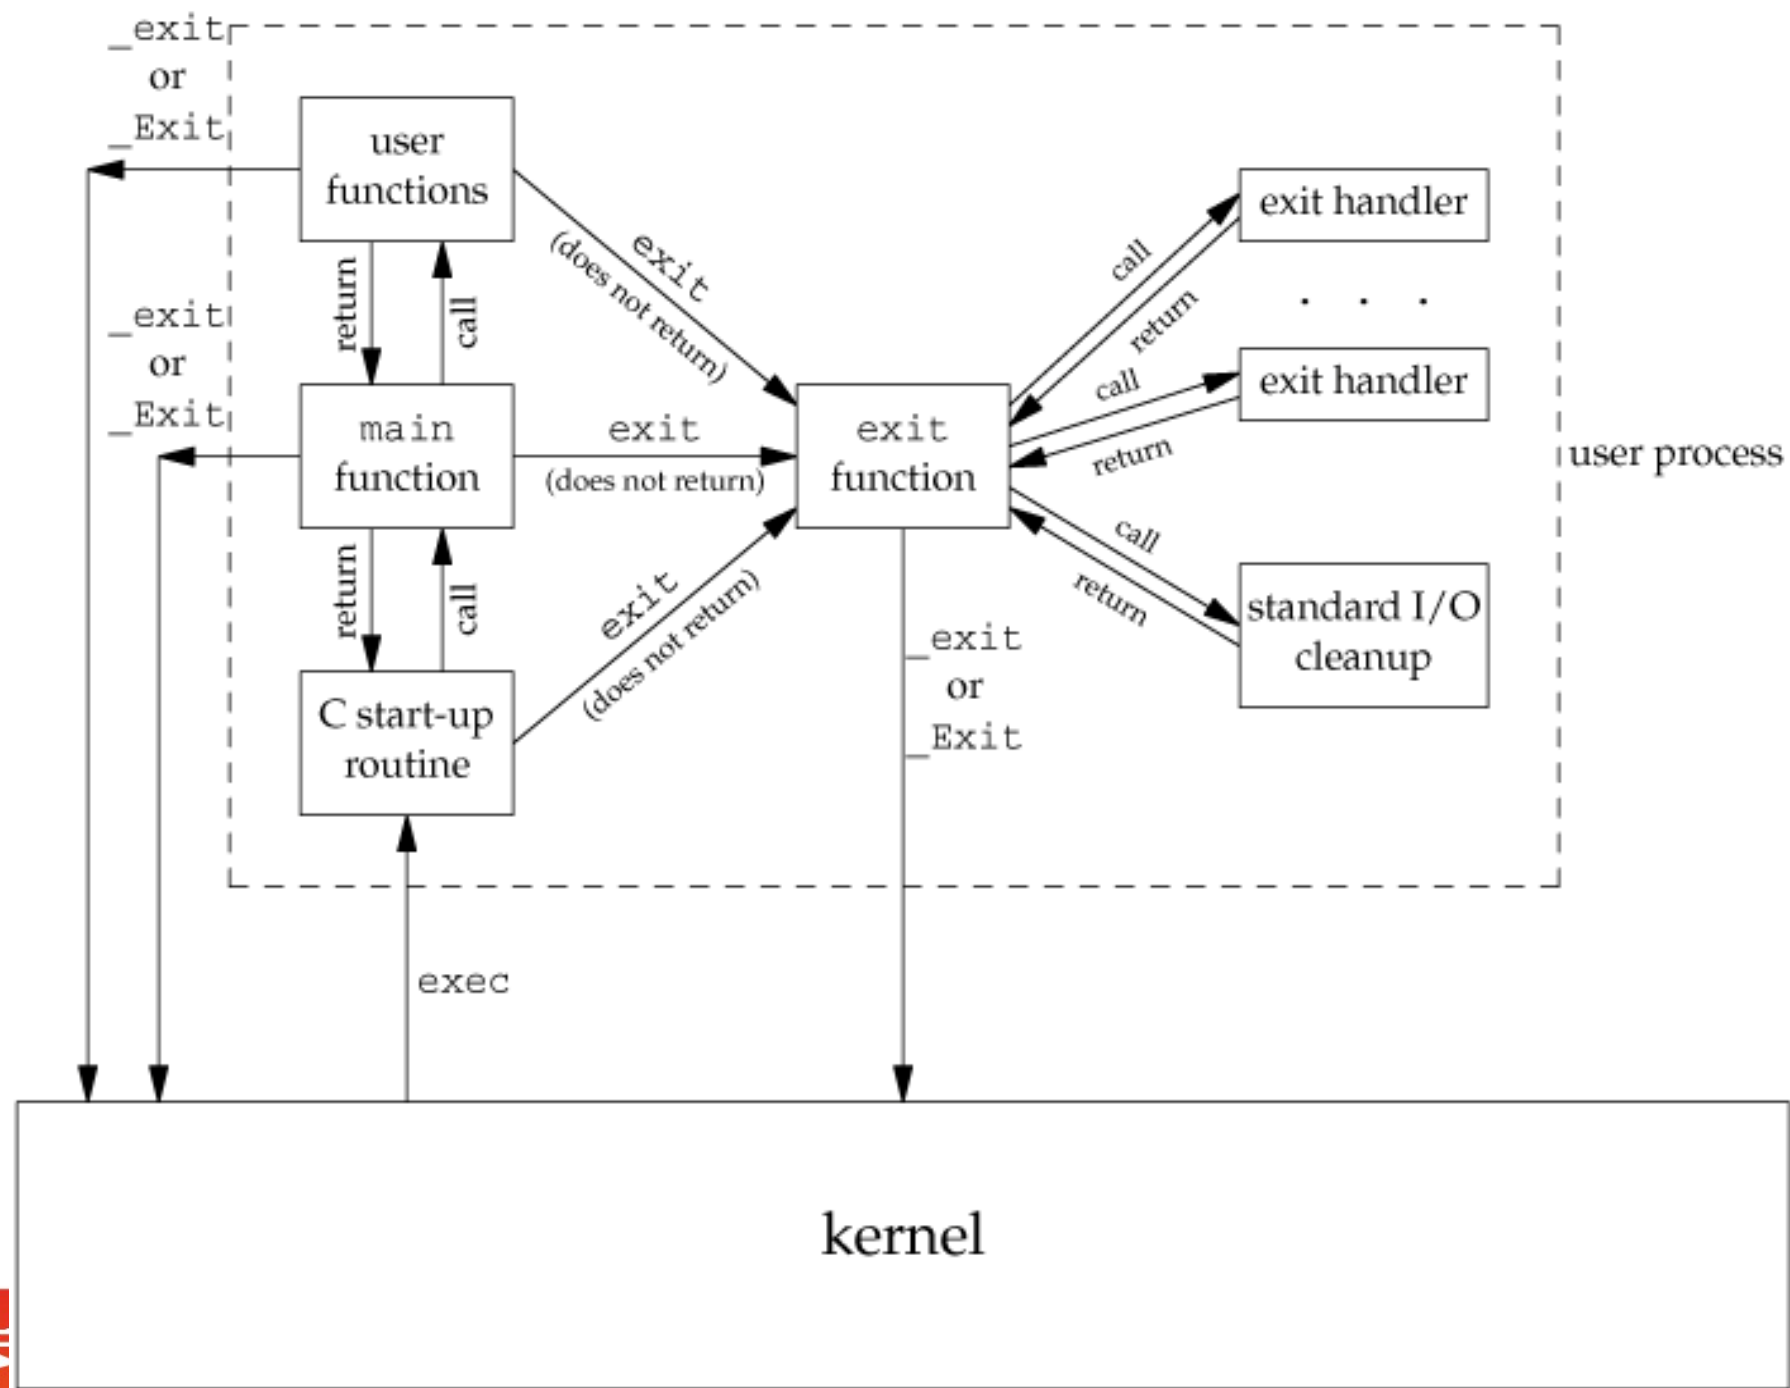 _exit
or
_Exit
user
functions
exit
(does not return)
return
call
_exit
or
_Exit
main
function
exit
(does not return)
exit
function
return
call
C start-up
routine
exit
(does not return)
call
return
exit handler
. . .
call
return
exit handler
call
return
standard I/O
cleanup
user process
_exit
or
_Exit
exec
kernel